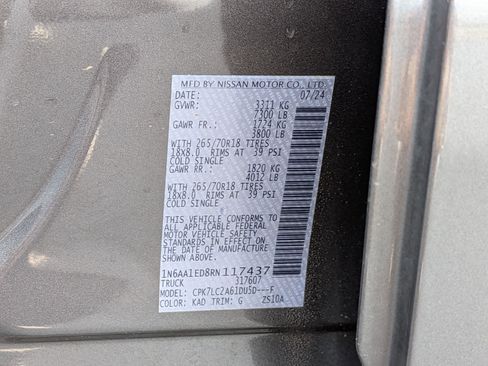 MFD BY NISSAN MOTOR CO., LTD.
DATE: 07/24
GVWR: 3311 KG
7300 LB
GAWR FR.: 1724 KG
3800 LB
WITH 265/70R18 TIRES
18X8.0 RIMS AT 39 PSI
COLD SINGLE
GAWR RR.: 1820 KG
4012 LB
WITH 265/70R18 TIRES
18X8.0 RIMS AT 39 PSI
COLD SINGLE
THIS VEHICLE CONFORMS TO
ALL APPLICABLE FEDERAL
MOTOR VEHICLE SAFETY
STANDARDS IN EFFECT ON
THE DATE OF MANUFACTURE
SHOWN ABOVE.
1N6AA1ED8RN117437
TRUCK 317607
MODEL: CPK7LC2A61DU5D---F
COLOR: KAD TRIM: G ZS10A